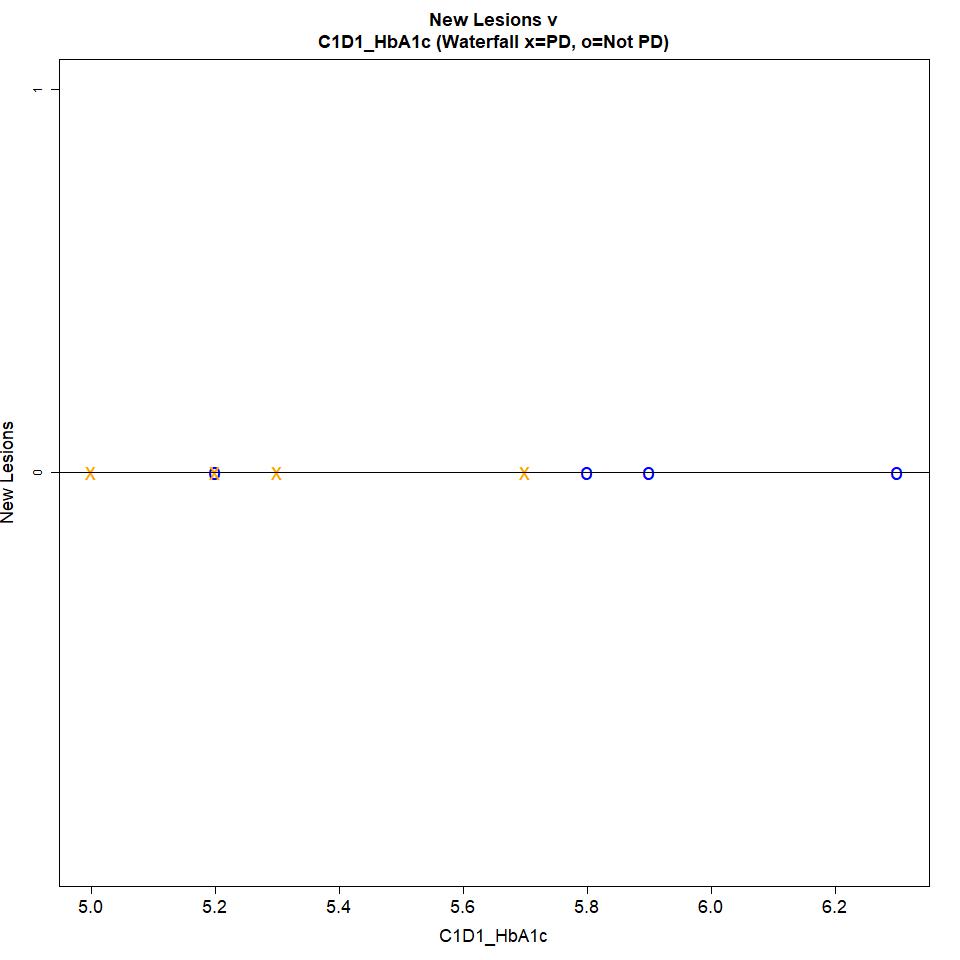 New Lesions v
C1D1_HbA1c (Waterfall x=PD, o=Not PD)
1
0
New Lesions
x
o
x
x
x
o
o
o
5.0
5.2
5.4
5.6
5.8
6.0
6.2
C1D1_HbA1c